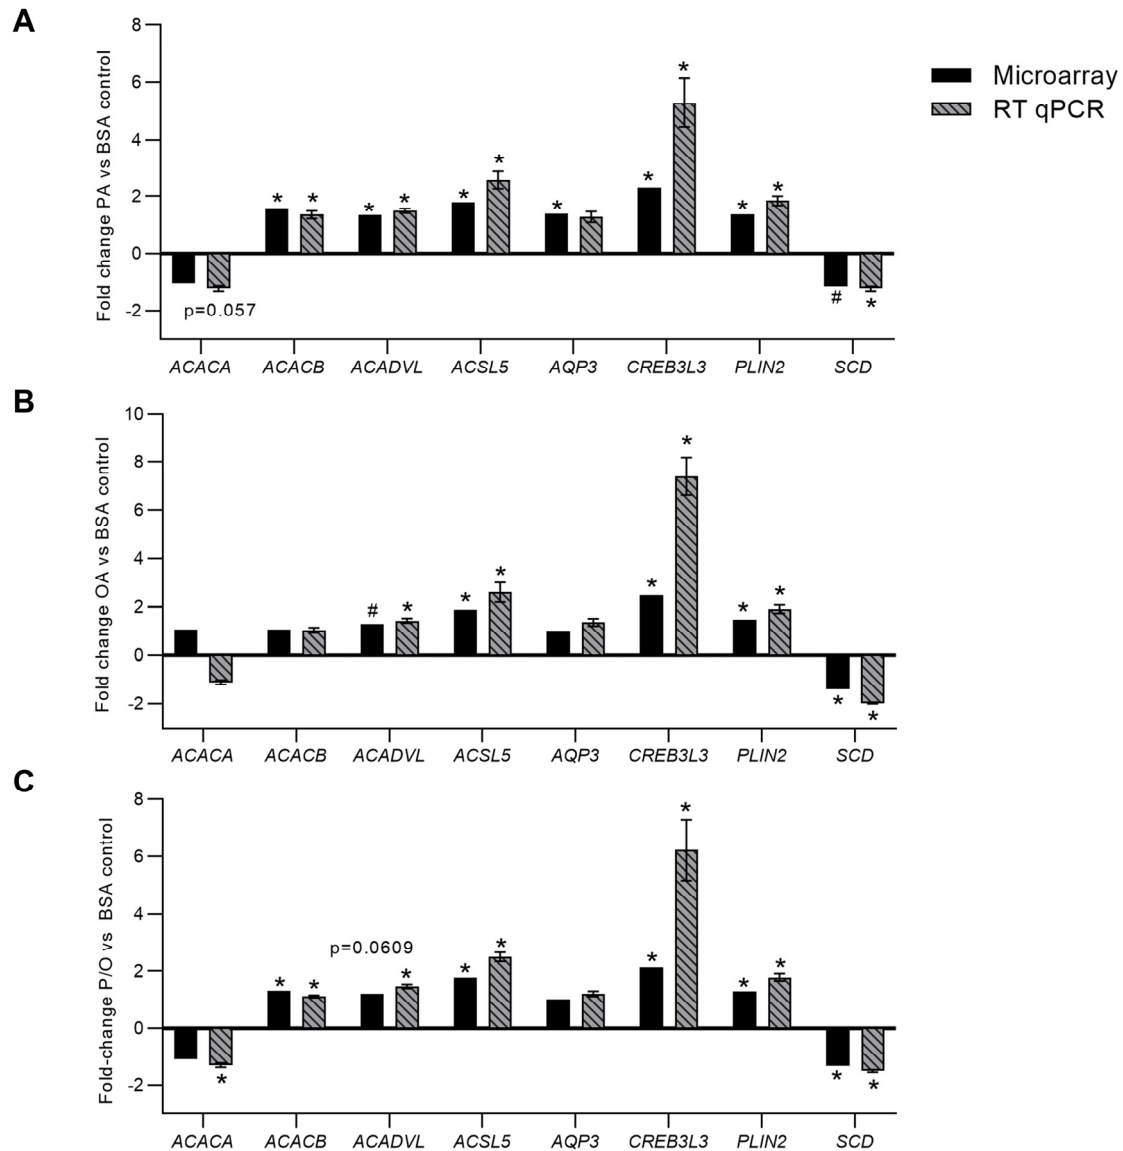 A
Fold change PA vs BSA control
8
6
4
2
0
-2
* * * * * * * * * * * *
p=0.057
# *
ACACA ACACB ACADVL ACSL5 AQP3 CREB3L3 PLIN2 SCD
Microarray
RT qPCR
B
Fold change OA vs BSA control
10
8
6
4
2
0
-2
# * * * * * * *
* *
ACACA ACACB ACADVL ACSL5 AQP3 CREB3L3 PLIN2 SCD
C
Fold-change P/O vs BSA control
8
6
4
2
0
-2
p=0.0609
* * * * * * * * *
* * *
ACACA ACACB ACADVL ACSL5 AQP3 CREB3L3 PLIN2 SCD